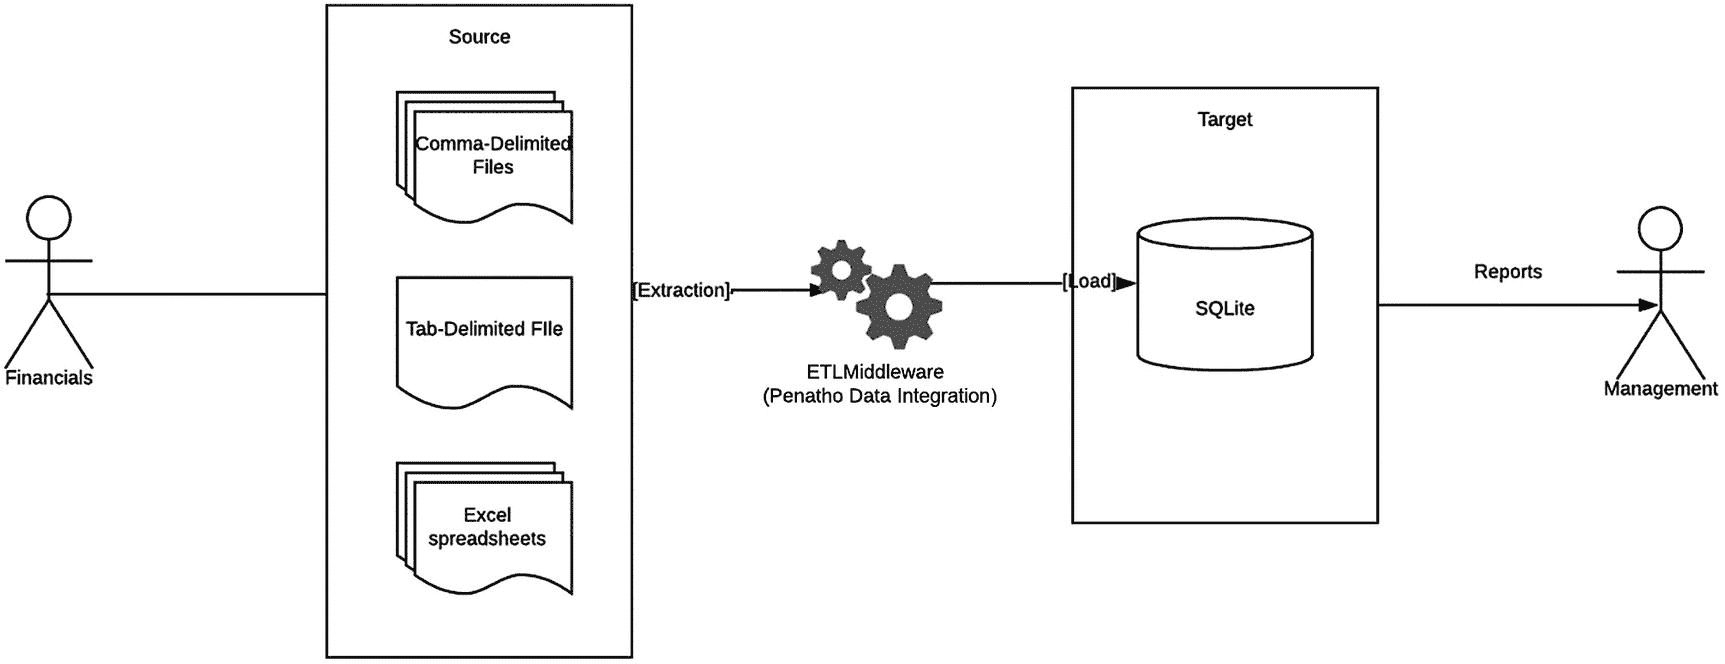 Source
Comma-Delimited
Files
Tab-Delimited FIle
Excel
spreadsheets
Financials
[Extraction]
ETLMiddleware
(Penatho Data Integration)
[Load]
Target
SQLite
Reports
Management